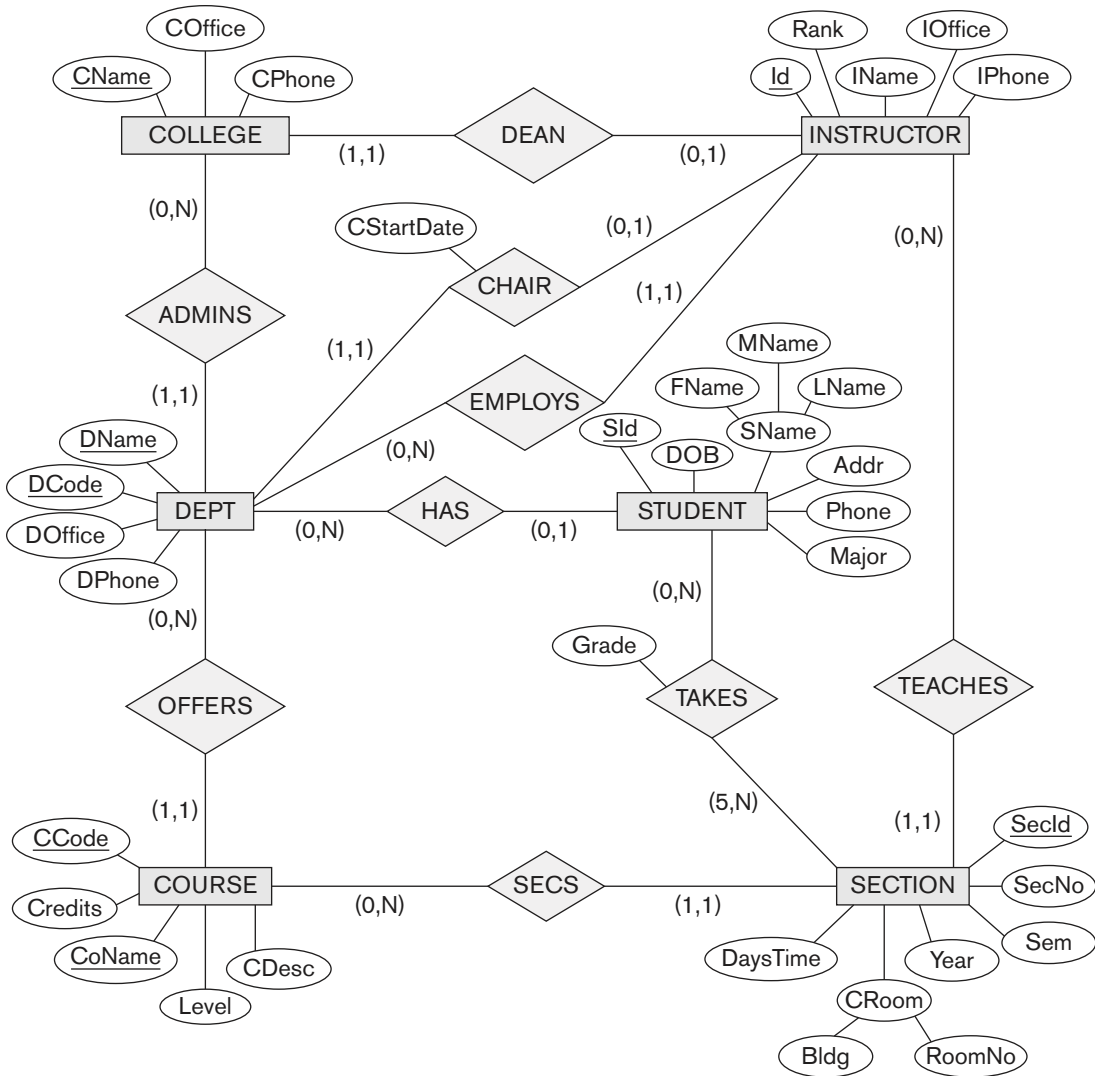 COffice
Rank
IOffice
CName
CPhone
Id
IName
IPhone
COLLEGE
DEAN
INSTRUCTOR
(1,1)
(0,1)
(0,N)
CStartDate
(0,1)
(0,N)
CHAIR
ADMINS
(1,1)
(1,1)
MName
(1,1)
EMPLOYS
FName
LName
DName
(0,N)
SId
SName
DOB
Addr
DCode
DEPT
HAS
STUDENT
Phone
DOffice
(0,N)
(0,1)
Major
DPhone
(0,N)
(0,N)
Grade
OFFERS
TAKES
TEACHES
(1,1)
(5,N)
(1,1)
CCode
SecId
COURSE
SECS
SECTION
SecNo
Credits
(0,N)
(1,1)
CoName
CDesc
DaysTime
Year
Sem
Level
CRoom
Bldg
RoomNo